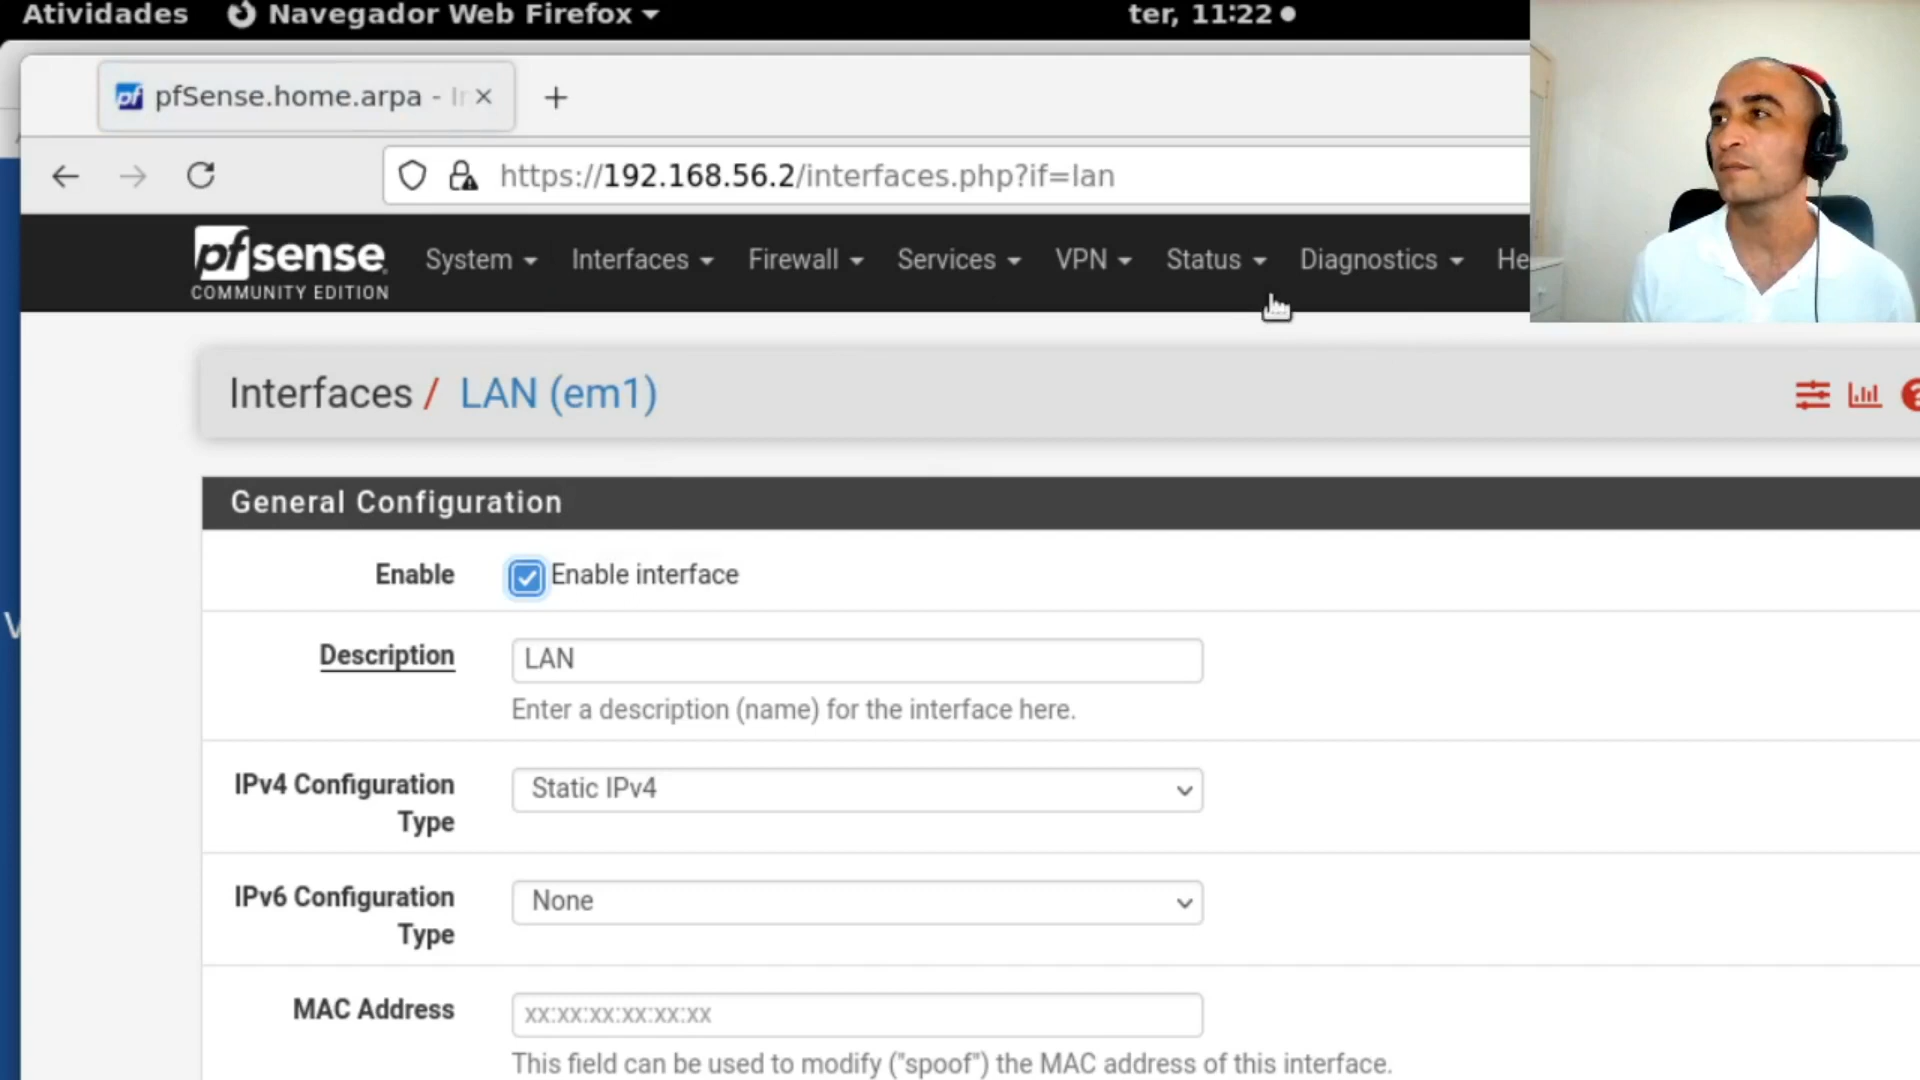 Atividades Navegador Web Firefox ter, 11:22
pfSense.home.arpa -
https://192.168.56.2/interfaces.php?if=lan
pfsense
COMMUNITY EDITION
System Interfaces Firewall Services VPN Status Diagnostics He
Interfaces / LAN (em1)
General Configuration
Enable Enable interface
Description LAN
Enter a description (name) for the interface here.
IPv4 Configuration Type Static IPv4
IPv6 Configuration Type None
MAC Address xx:xx:xx:xx:xx:xx
This field can be used to modify ("spoof") the MAC address of this interface.